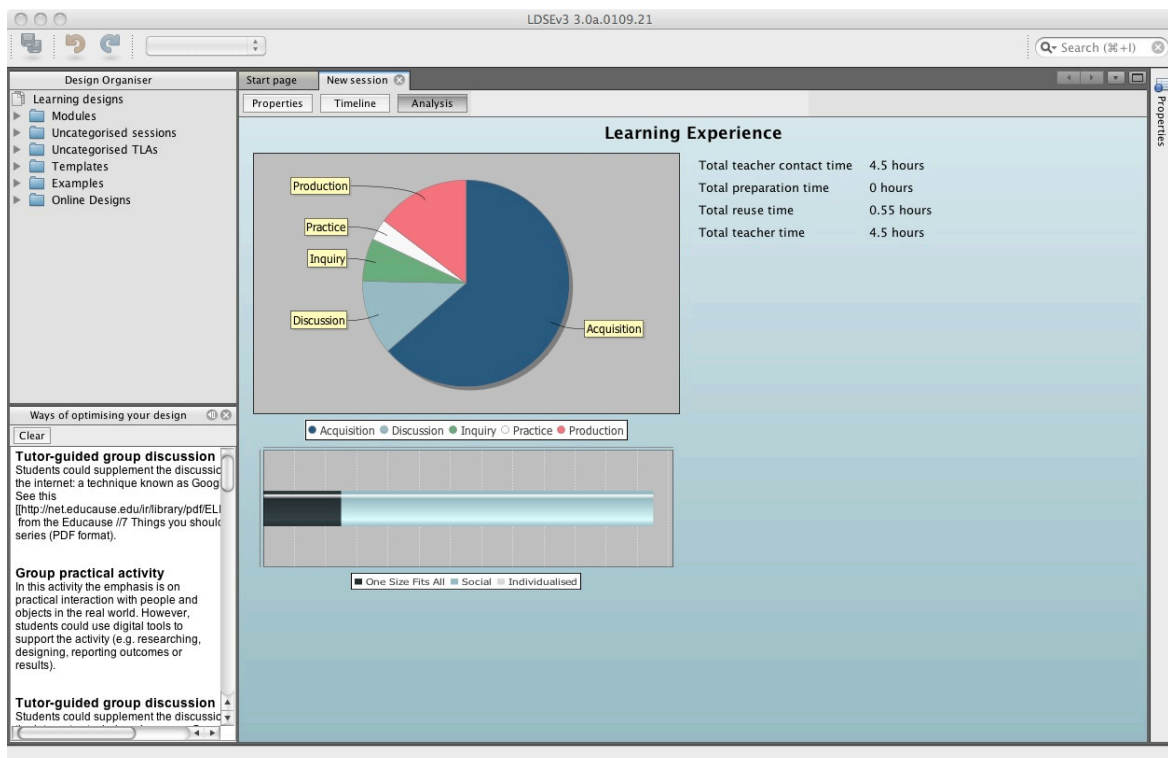 LDSEv3 3.0a.0109.21
Search (⌘+I)
Design Organiser
Learning designs
Modules
Uncategorised sessions
Uncategorised TLAs
Templates
Examples
Online Designs
Start page
New session
Properties
Timeline
Analysis
Properties
Learning Experience
Production
Practice
Inquiry
Discussion
Acquisition
Acquisition Discussion Inquiry Practice Production
One Size Fits All Social Individualised
Total teacher contact time 4.5 hours
Total preparation time 0 hours
Total reuse time 0.55 hours
Total teacher time 4.5 hours
Ways of optimising your design
Clear
Tutor-guided group discussion
Students could supplement the
the internet: a technique known as
See this
[[http://net.educause.edu/ir/library/pdf/ELI
from the Educause //7 Things you should
series (PDF format).
Group practical activity
In this activity the emphasis is on
practical interaction with people and
objects in the real world. However,
students could use digital tools to
support the activity (e.g. researching,
designing, reporting outcomes or
results).
Tutor-guided group discussion
Students could supplement the